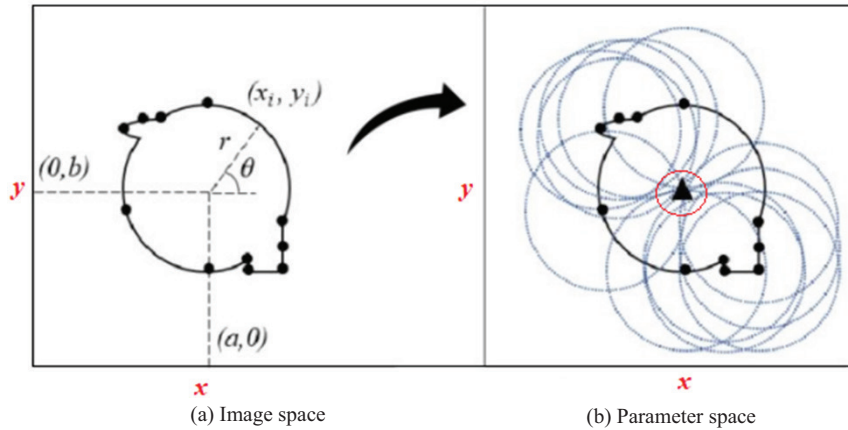 (x_i, y_i)
r
θ
(0,b)
y
y
(a,0)
x
x
(a) Image space
(b) Parameter space